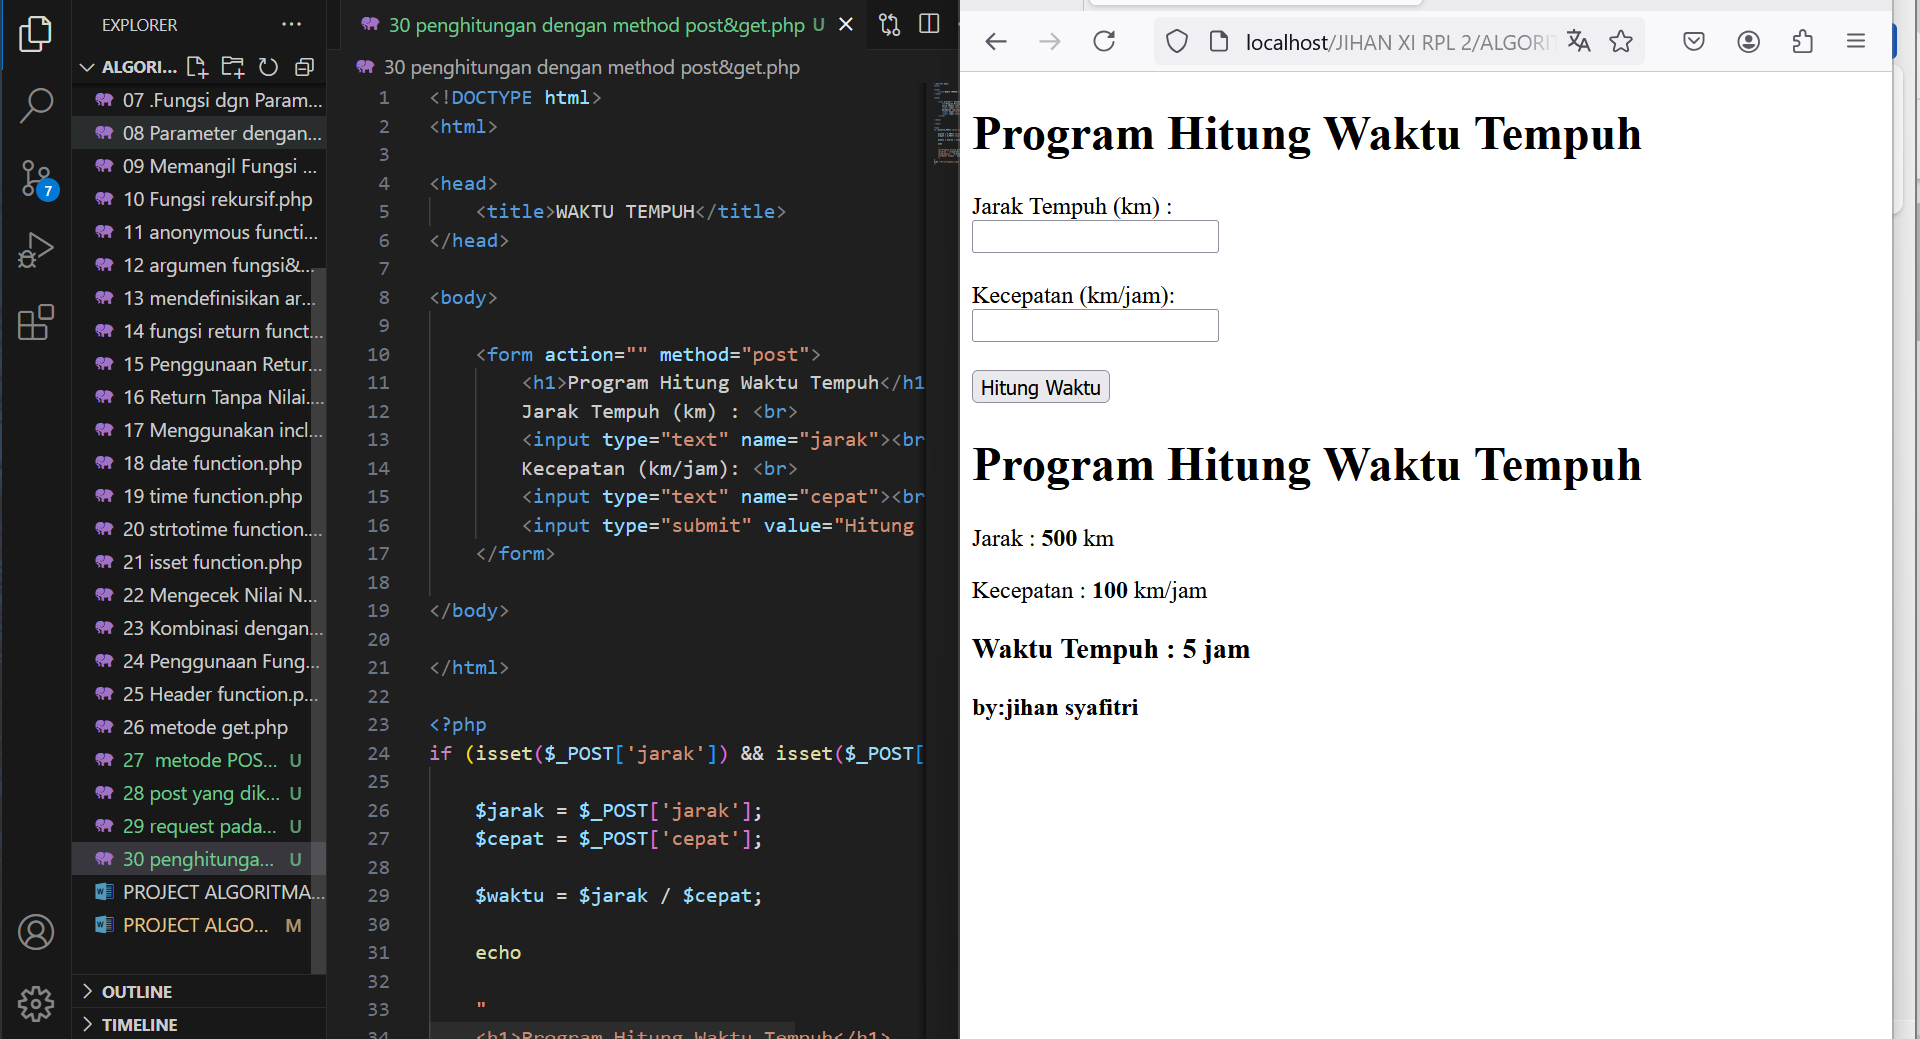 EXPLORER
ALGORI...
07 .Fungsi dgn Param...
08 Parameter dengan...
09 Memangil Fungsi ...
10 Fungsi rekursif.php
11 anonymous functi...
12 argumen fungsi&...
13 mendefinisikan ar...
14 fungsi return funct...
15 Penggunaan Retur...
16 Return Tanpa Nilai....
17 Menggunakan incl...
18 date function.php
19 time function.php
20 strtotime function....
21 isset function.php
22 Mengecek Nilai N...
23 Kombinasi dengan...
24 Penggunaan Fung...
25 Header function.p...
26 metode get.php
27  metode POS... U
28 post yang dik... U
29 request pada... U
30 penghitunga... U
PROJECT ALGORITMA...
PROJECT ALGO... M
OUTLINE
TIMELINE
7
30 penghitungan dengan method post&get.php U
30 penghitungan dengan method post&get.php
1 <!DOCTYPE html>
2 <html>
3
4 <head>
5 <title>WAKTU TEMPUH</title>
6 </head>
7
8 <body>
9
10 <form action="" method="post">
11 <h1>Program Hitung Waktu Tempuh</h1
12 Jarak Tempuh (km) : <br>
13 <input type="text" name="jarak"><br
14 Kecepatan (km/jam): <br>
15 <input type="text" name="cepat"><br
16 <input type="submit" value="Hitung
17 </form>
18
19 </body>
20
21 </html>
22
23 <?php
24 if (isset($_POST['jarak']) && isset($_POST[
25
26 $jarak = $_POST['jarak'];
27 $cepat = $_POST['cepat'];
28
29 $waktu = $jarak / $cepat;
30
31 echo
32
33 "
34 <h1>Program Hitung Waktu Tempuh</h1>
localhost/JIHAN XI RPL 2/ALGORIT
Program Hitung Waktu Tempuh
Jarak Tempuh (km) :
Kecepatan (km/jam):
Hitung Waktu
Program Hitung Waktu Tempuh
Jarak : 500 km
Kecepatan : 100 km/jam
Waktu Tempuh : 5 jam
by:jihan syafitri